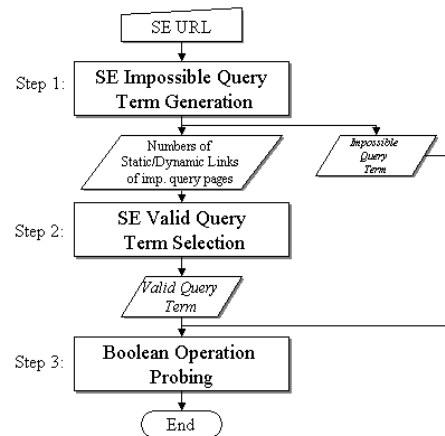 SE URL
Step 1:
SE Impossible Query
Term Generation
Numbers of
Static/Dynamic Links
of imp. query pages
Impossible
Query
Term
Step 2:
SE Valid Query
Term Selection
Valid Query
Term
Step 3:
Boolean Operation
Probing
End